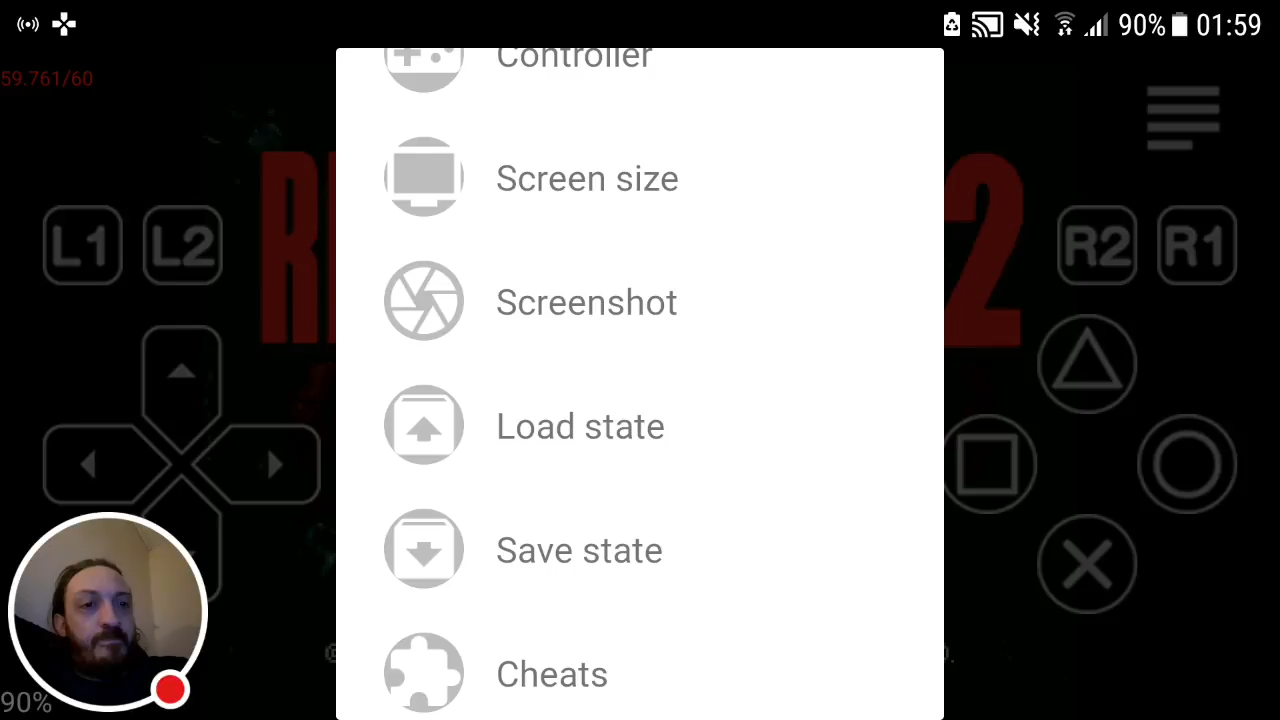 90% 01:59
59.761/60
Controller
Screen size
Screenshot
Load state
Save state
Cheats
L1 L2
R2 R1
R
2
90%